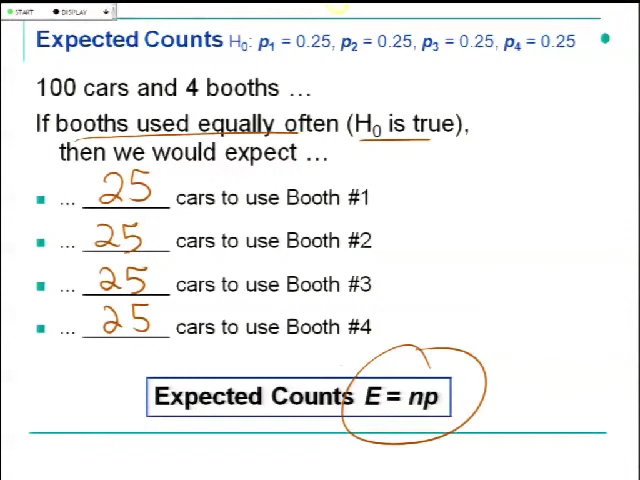 START DISPLAY
Expected Counts H₀: p₁ = 0.25, p₂ = 0.25, p₃ = 0.25, p₄ = 0.25
100 cars and 4 booths …
If booths used equally often (H₀ is true),
then we would expect …
... 25 cars to use Booth #1
... 25 cars to use Booth #2
... 25 cars to use Booth #3
... 25 cars to use Booth #4
Expected Counts E = np